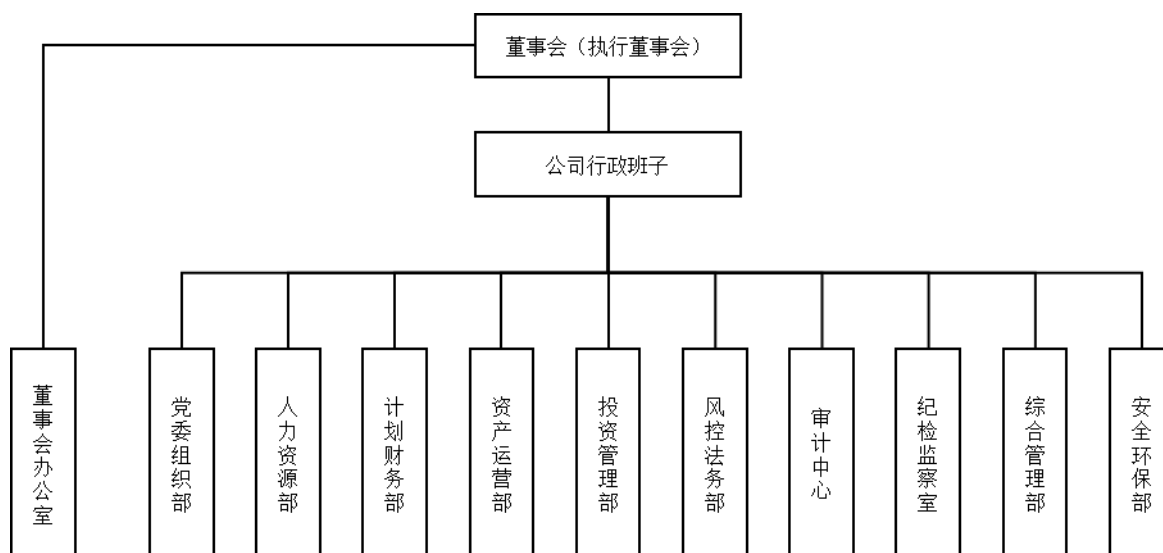 董事会（执行董事会）
公司行政班子
董事会办公室
党委组织部
人力资源部
计划财务部
资产运营部
投资管理部
风控法务部
审计中心
纪检监察室
综合管理部
安全环保部